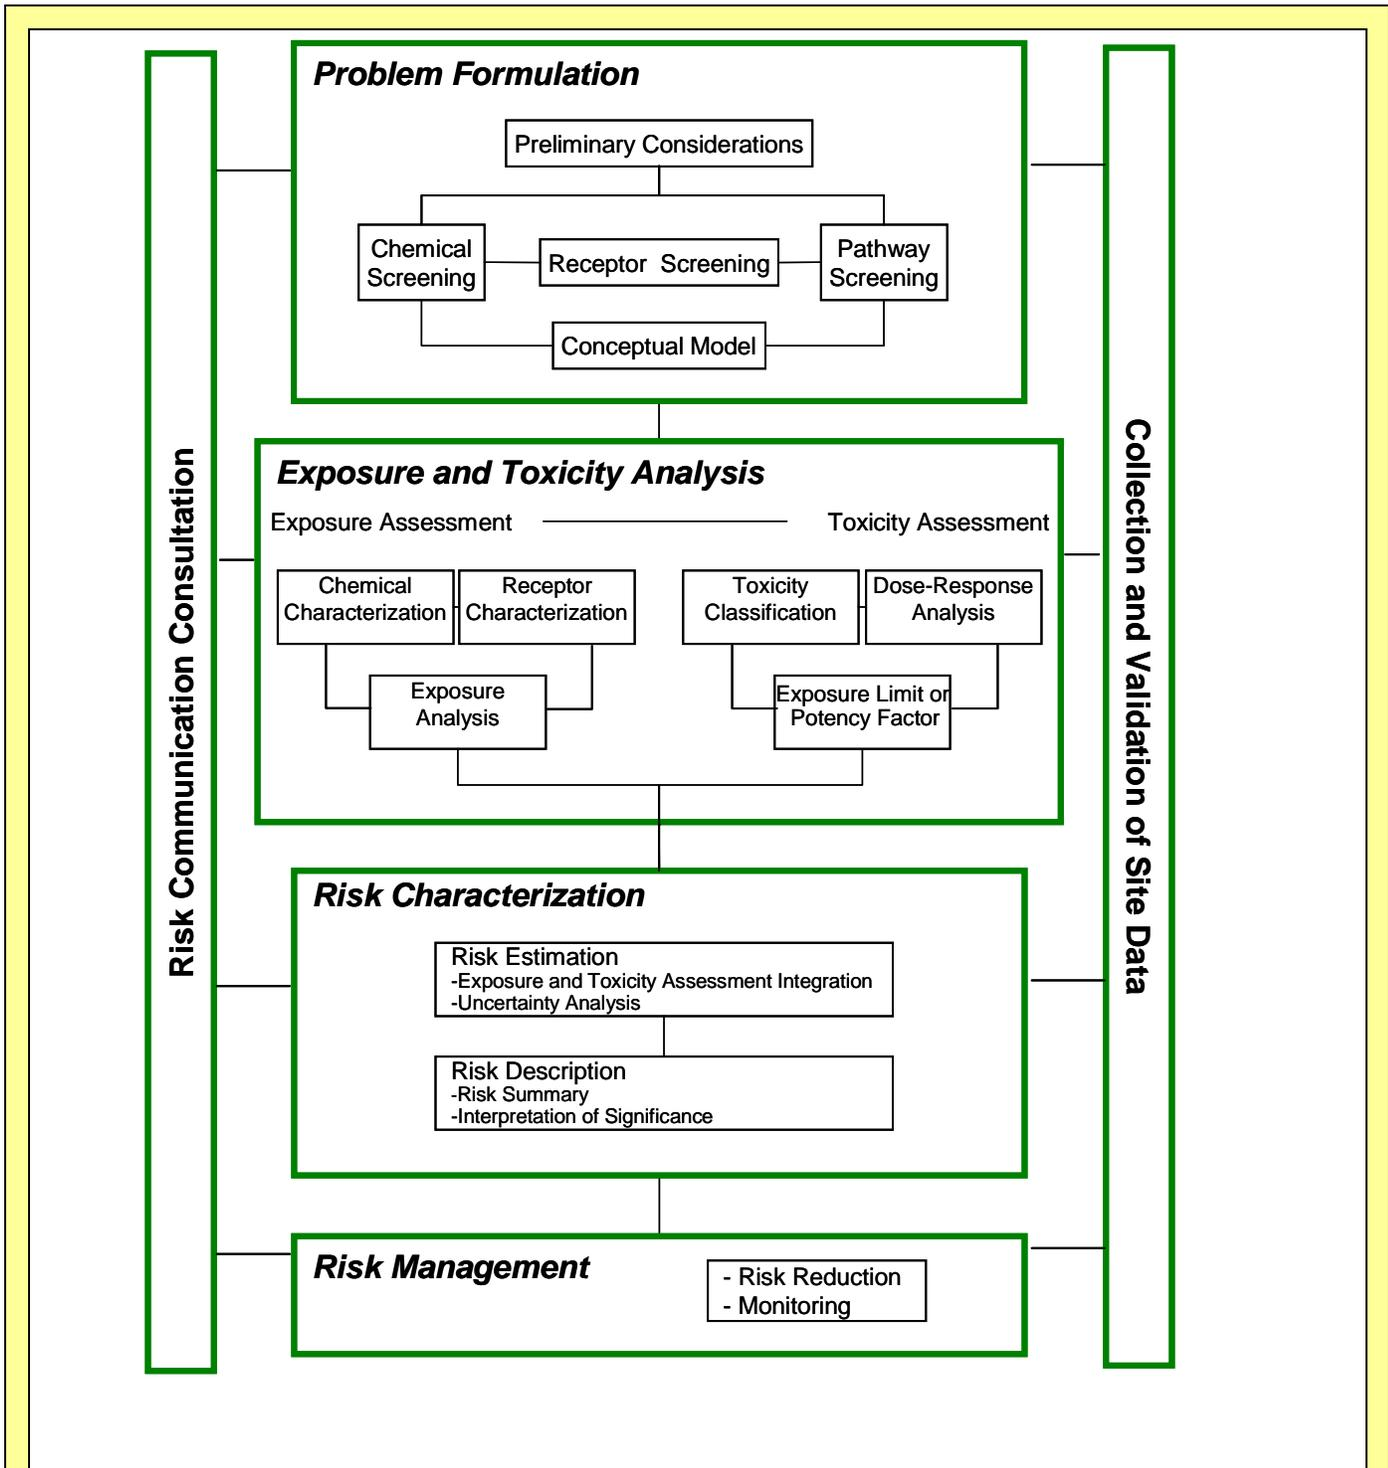 Problem Formulation
Preliminary Considerations
Chemical
Screening
Receptor Screening
Pathway
Screening
Conceptual Model
Exposure and Toxicity Analysis
Exposure Assessment
Toxicity Assessment
Chemical
Characterization
Receptor
Characterization
Toxicity
Classification
Dose-Response
Analysis
Exposure
Analysis
Exposure Limit or
Potency Factor
Risk Characterization
Risk Estimation
-Exposure and Toxicity Assessment Integration
-Uncertainty Analysis
Risk Description
-Risk Summary
-Interpretation of Significance
Risk Management
- Risk Reduction
- Monitoring
Risk Communication Consultation
Collection and Validation of Site Data